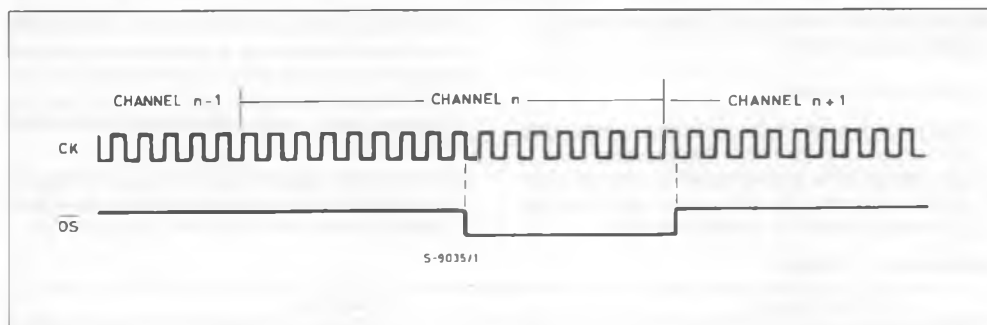 CHANNEL n-1 CHANNEL n CHANNEL n+1
CK
OS
S-9035/1